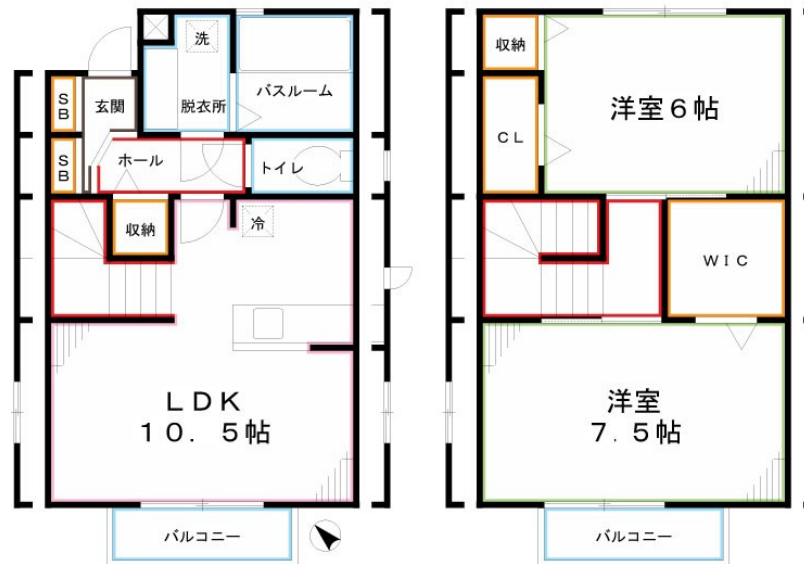 洗
SB
玄関
脱衣所
バスルーム
SB
ホール
トイレ
収納
冷
LDK
10.5帖
バルコニー
収納
洋室6帖
CL
WIC
洋室
7.5帖
バルコニー